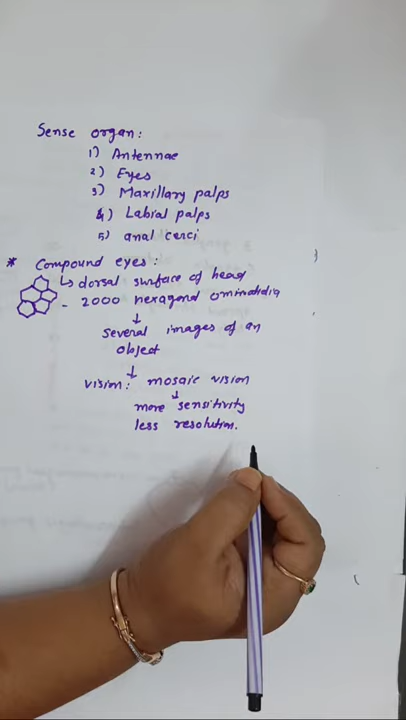 Sense organ:
1) Antennae
2) Eyes
3) Maxillary palps
4) Labial palps
5) anal cerci
* Compound eyes:
↳ dorsal surface of head
- 2000 hexagonal ommatidia
↓
several images of an
object
↓
vision: mosaic vision
↓
more sensitivity
less resolution.